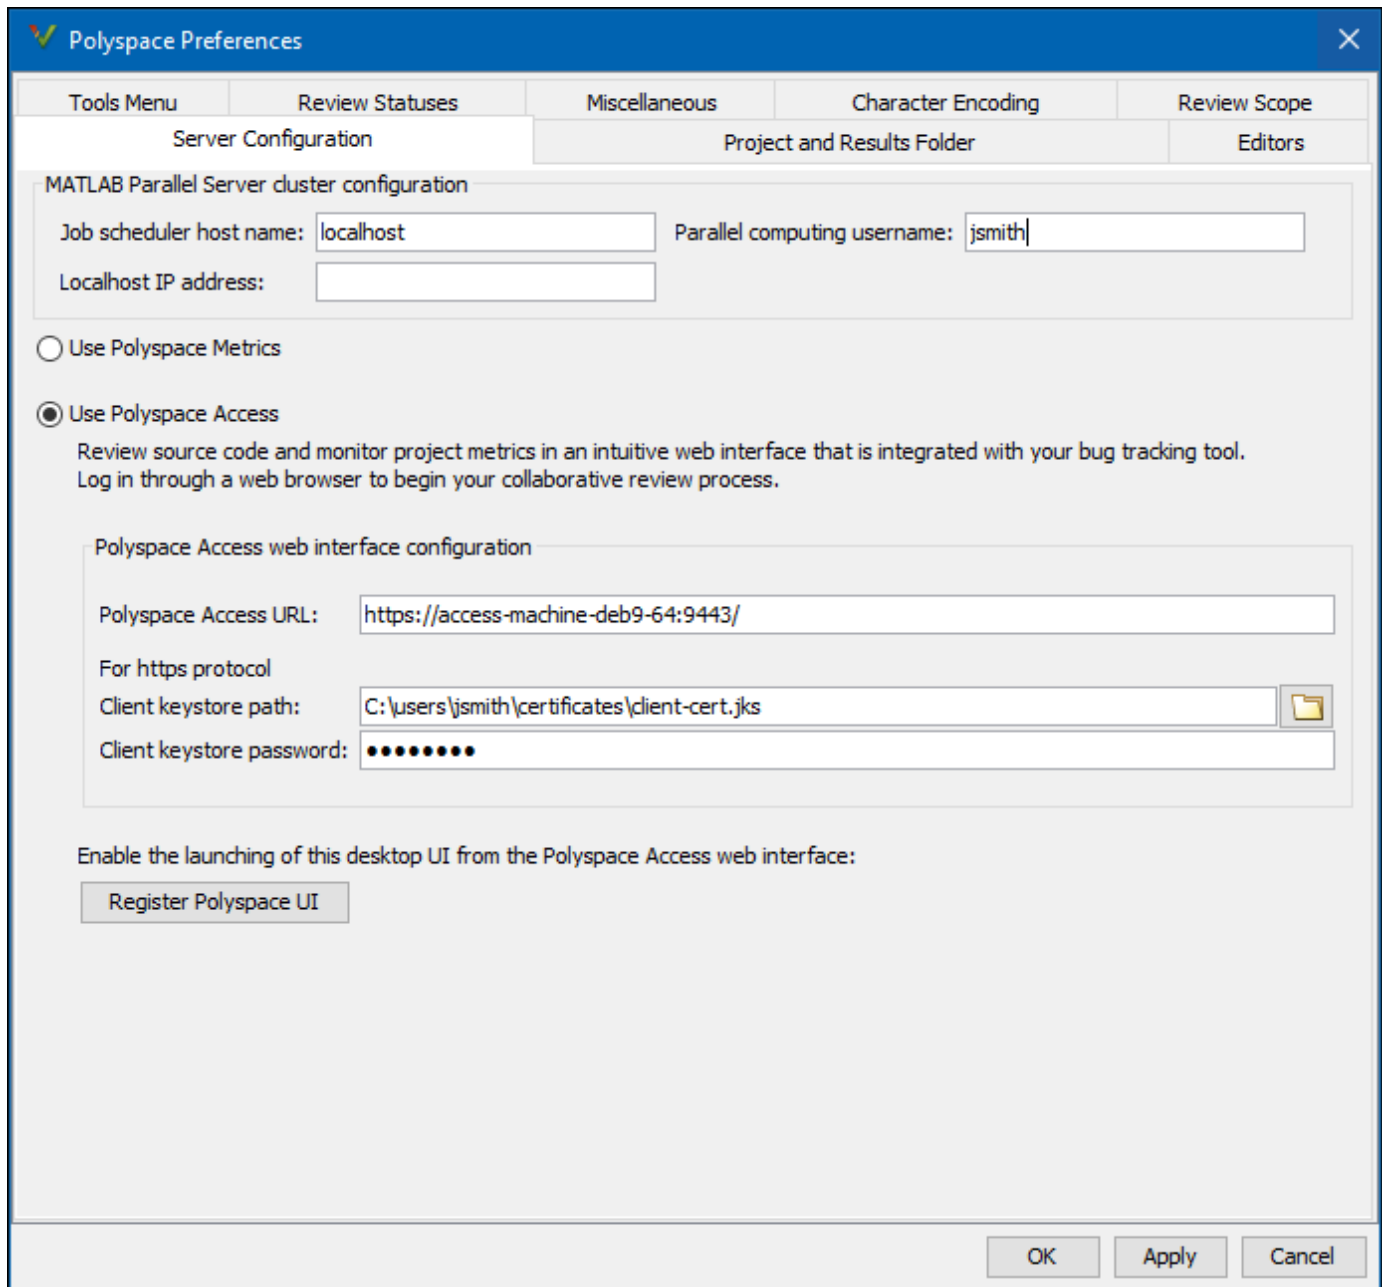 Polyspace Preferences
Tools Menu Review Statuses Miscellaneous Character Encoding Review Scope
Server Configuration Project and Results Folder Editors
MATLAB Parallel Server cluster configuration
Job scheduler host name: localhost Parallel computing username: jsmith
Localhost IP address:
Use Polyspace Metrics
Use Polyspace Access
Review source code and monitor project metrics in an intuitive web interface that is integrated with your bug tracking tool.
Log in through a web browser to begin your collaborative review process.
Polyspace Access web interface configuration
Polyspace Access URL: https://access-machine-deb9-64:9443/
For https protocol
Client keystore path: C:\users\jsmith\certificates\client-cert.jks
Client keystore password: ●●●●●●●●
Enable the launching of this desktop UI from the Polyspace Access web interface:
Register Polyspace UI
OK Apply Cancel